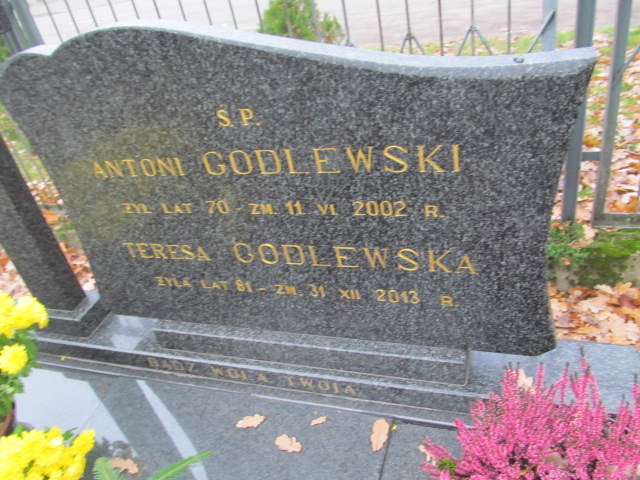 Ś.P.
ANTONI GODLEWSKI
ŻYŁ LAT 70 - ZM. 11 VI 2002 R.
TERESA GODLEWSKA
ŻYŁA LAT 81 - ZM. 31 XII 2013 R.
BĄDŹ WOLA TWOJA